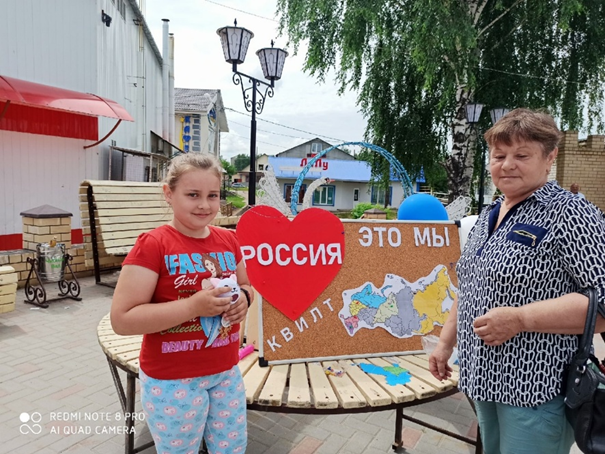 РОССИЯ
ЭТО МЫ
КВИЛТ
FASHION
GIRL
BEAUTY
REDMI NOTE 8 PRO
AI QUAD CAMERA